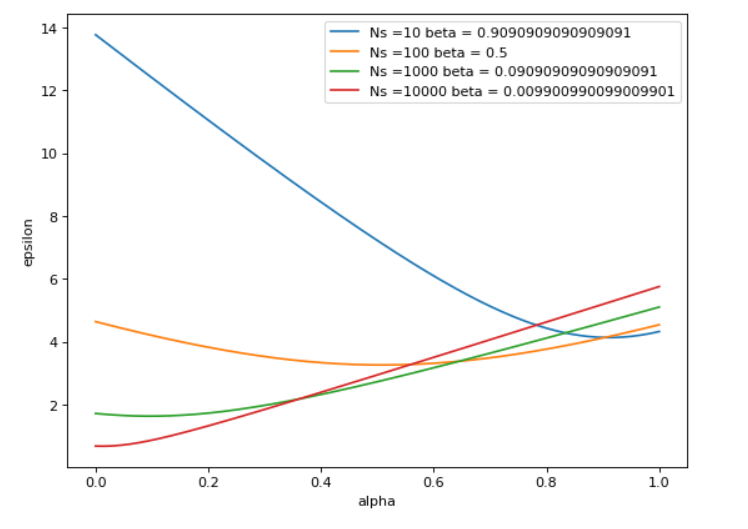 Ns =10 beta = 0.9090909090909091
Ns =100 beta = 0.5
Ns =1000 beta = 0.09090909090909091
Ns =10000 beta = 0.009900990099009901
14
12
10
8
6
4
2
epsilon
0.0 0.2 0.4 0.6 0.8 1.0
alpha